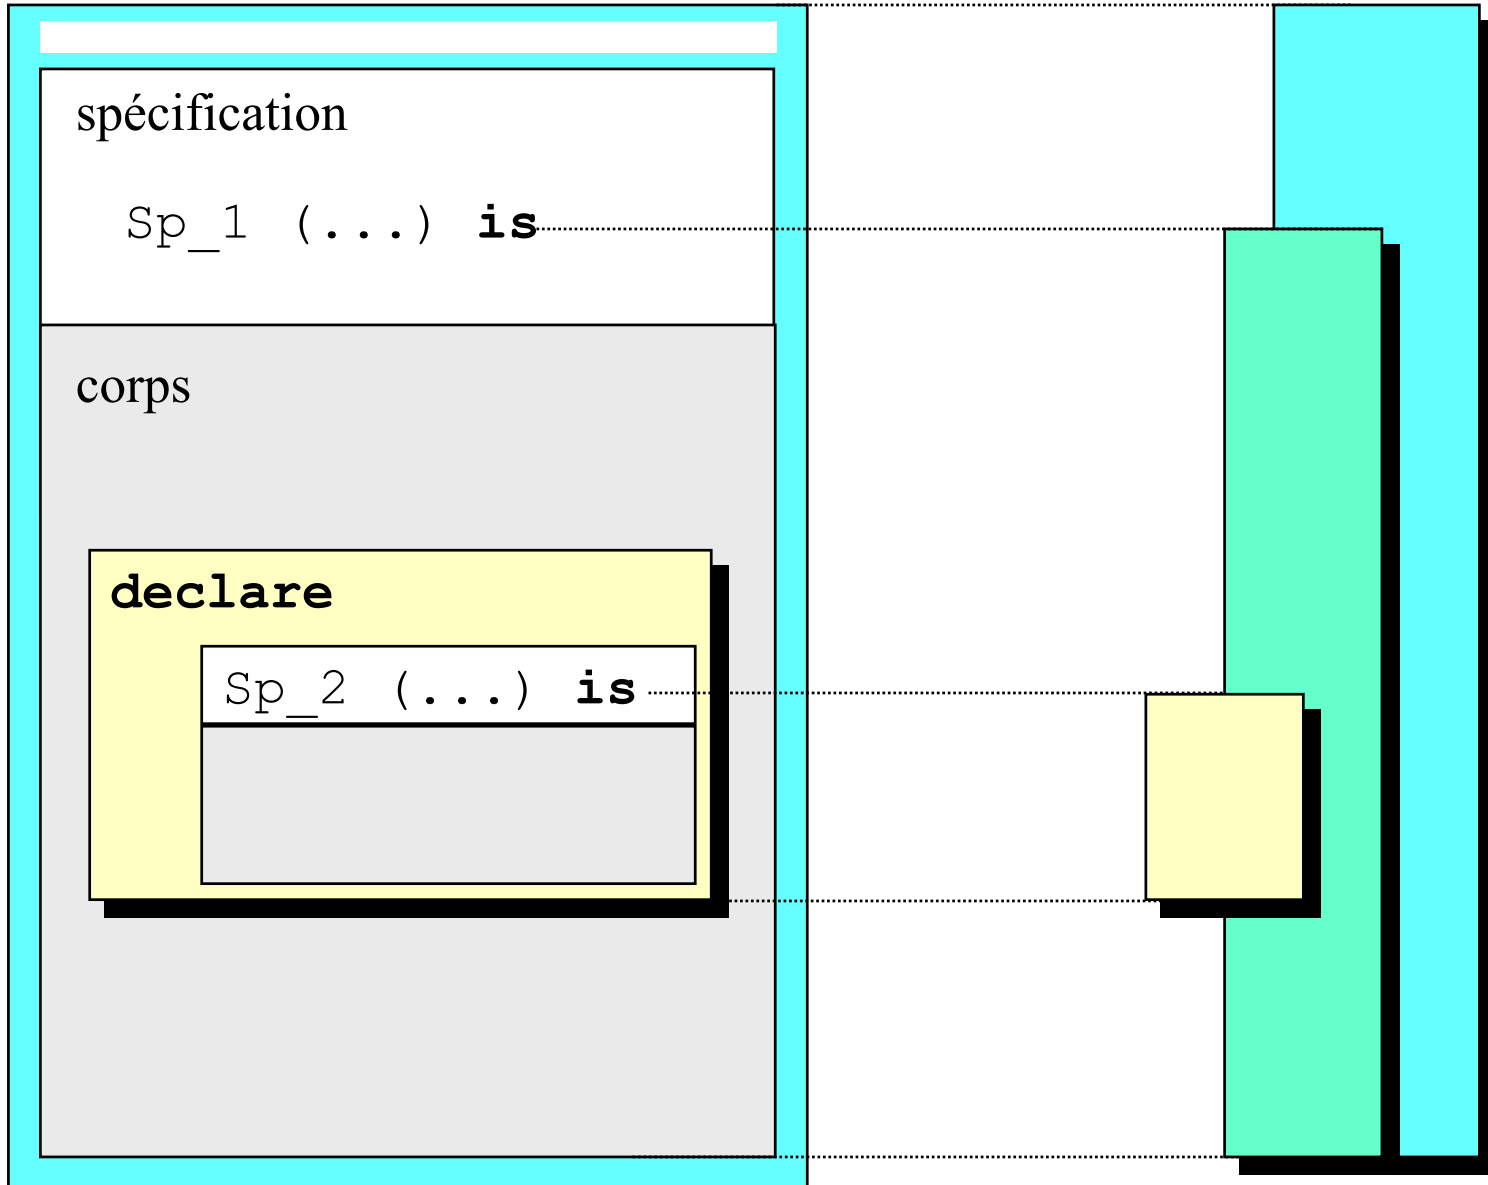 spécification
Sp_1 (...) is
corps
declare
Sp_2 (...) is